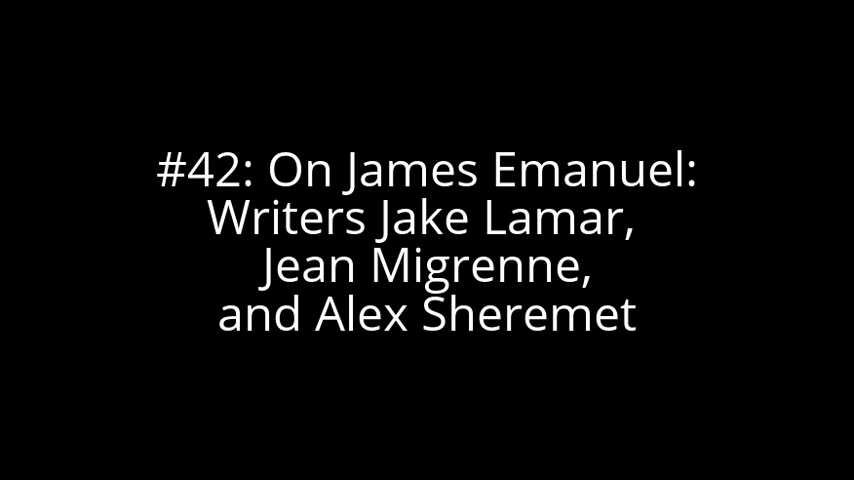 #42: On James Emanuel:
Writers Jake Lamar,
Jean Migrenne,
and Alex Sheremet